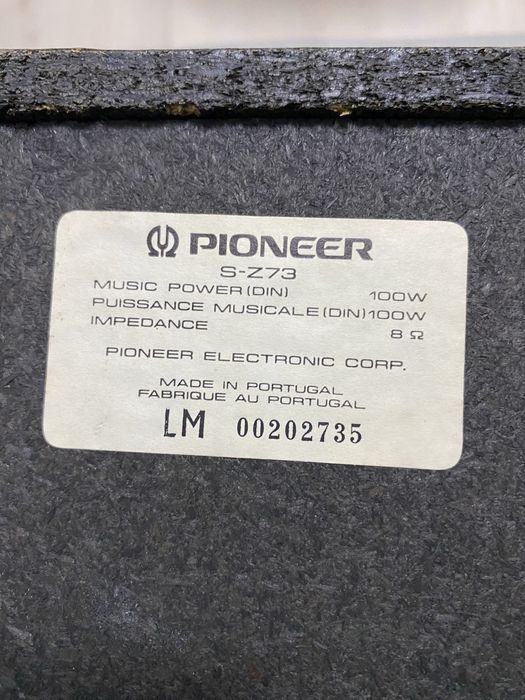 PIONEER
S-Z73
MUSIC POWER (DIN) 100W
PUISSANCE MUSICALE (DIN) 100W
IMPEDANCE 8 Ω
PIONEER ELECTRONIC CORP.
MADE IN PORTUGAL
FABRIQUE AU PORTUGAL
LM 00202735